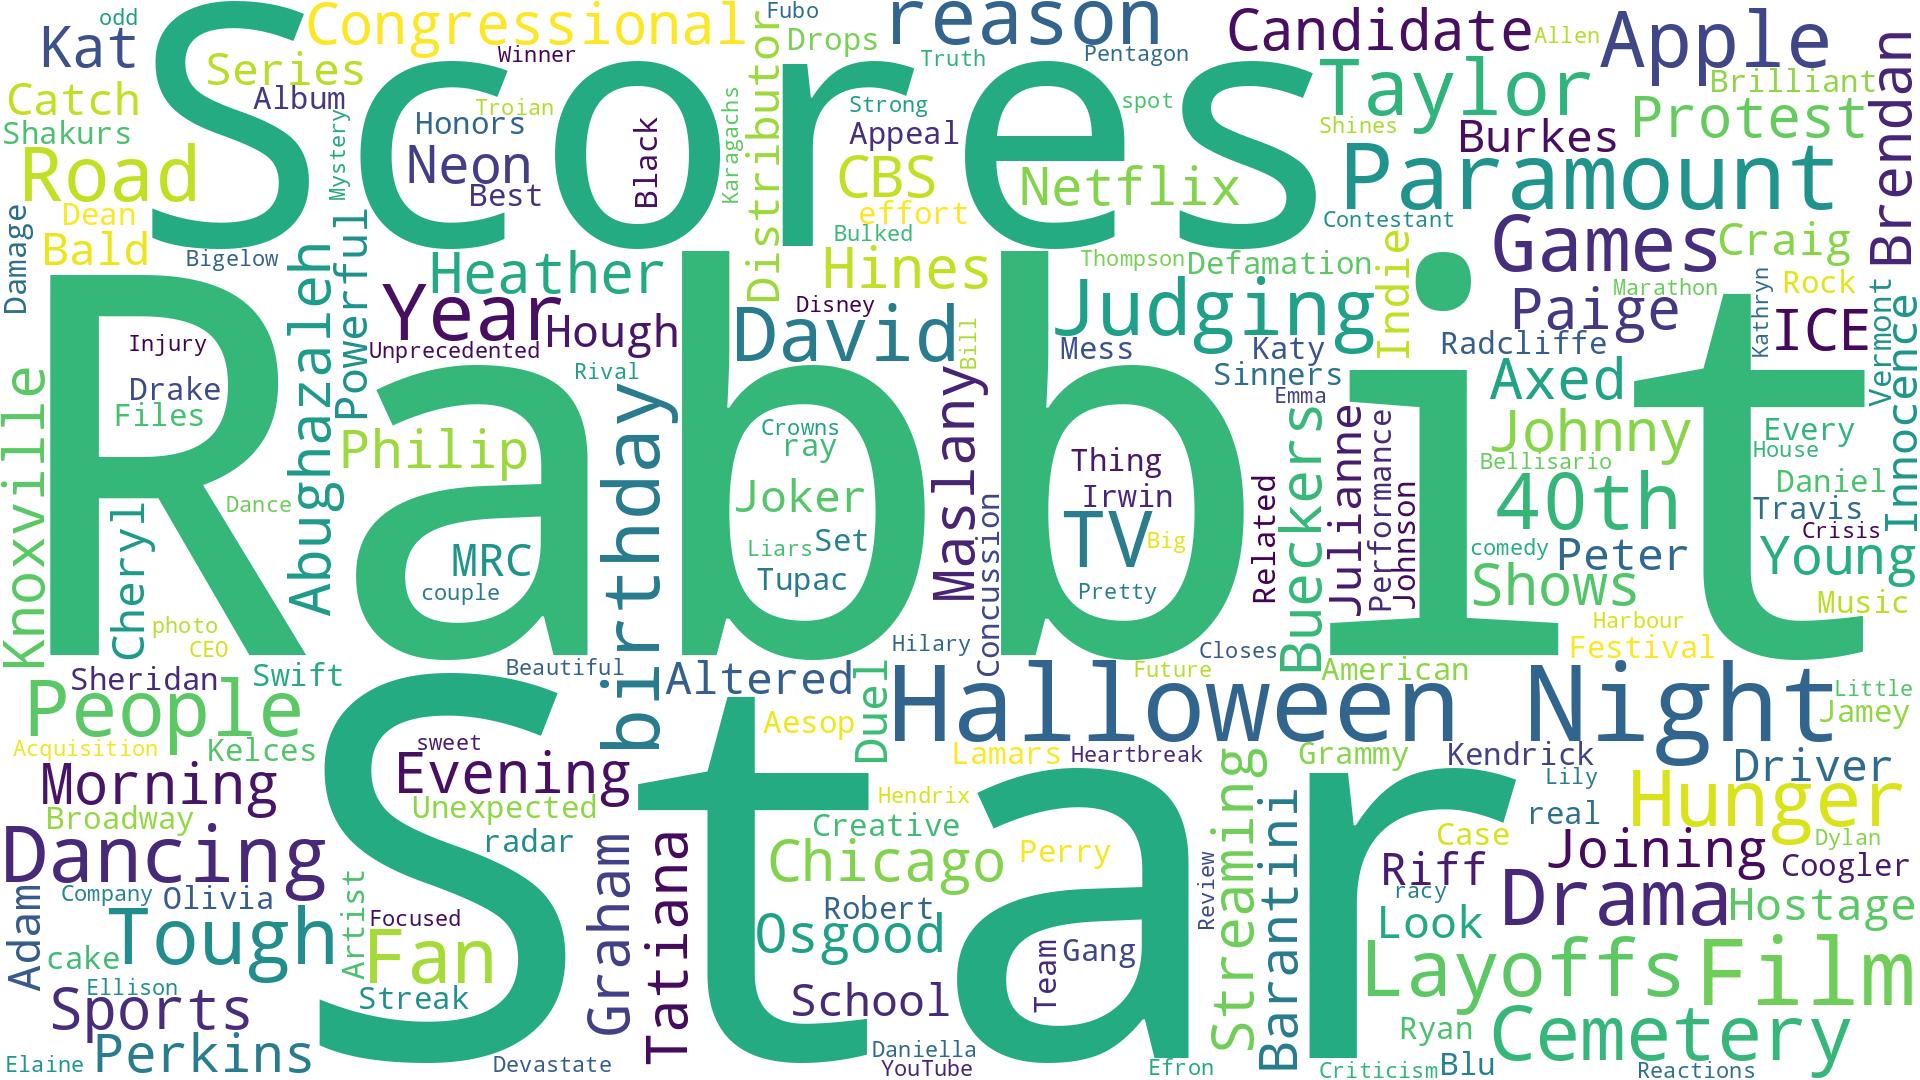 odd
Congressional
Fubo
reason
Candidate
Allen
Apple
Kat
Series
Winner
Drops
Truth
Pentagon
Taylor
Brilliant
Catch
Album
Troian
Scores
Strong
spot
Protest
Shakurs
Honors
Appeal
Shines
Burkes
Road
Mystery
Neon
Black
Karagachs
Distributor
CBS
Netflix
Paramount
Brendan
Dean
Best
effort
Contestant
Damage
Bald
Bigelow
Powerful
Bulked
Games
Craig
Abughazaleh
Heather
Hines
Thompson
Defamation
Indie
Marathon
Rock
Injury
Year
Hough
Disney
David
Judging
Paige
Kathryn
ICE
Vermont
Innocence
Unprecedented
Bill
Mess
Katy
Radcliffe
Drake
Rival
Sinners
Axed
Files
Rabbit
Emma
Knoxville
Philip
birthday
Crowns
ray
Maslany
Thing
Bueckers
Julianne
Performance
Johnny
Every
House
Bellisario
Dance
Joker
Irwin
Related
Johnson
40th
Daniel
Travis
Cheryl
MRC
Liars
Set
Concussion
TV
Big
comedy
Peter
Crisis
Young
couple
Tupac
Pretty
Shows
Music
photo
CEO
Hilary
Closes
Harbour
Festival
Sheridan
Swift
Beautiful
Altered
Duel
Future
American
People
Aesop
Halloween
Night
Little
Jamey
Acquisition
Kelces
sweet
Lamars
Heartbreak
Grammy
Kendrick
Morning
Evening
Streaming
Lily
Driver
Broadway
Unexpected
Star
Hendrix
real
Hunger
Dancing
radar
Graham
Tatiana
Creative
Perry
Barantini
Case
Dylan
Chicago
Review
Riff
Joining
Coogler
Adam
Company
Olivia
Artist
Focused
Robert
racy
Drama
Hostage
Tough
Osgood
Look
cake
Fan
Team
Gang
Layoffs
Film
Ellison
Streak
School
Sports
Ryan
Cemetery
Elaine
Perkins
Devastate
Daniella
YouTube
Efron
Criticism
Blu
Reactions